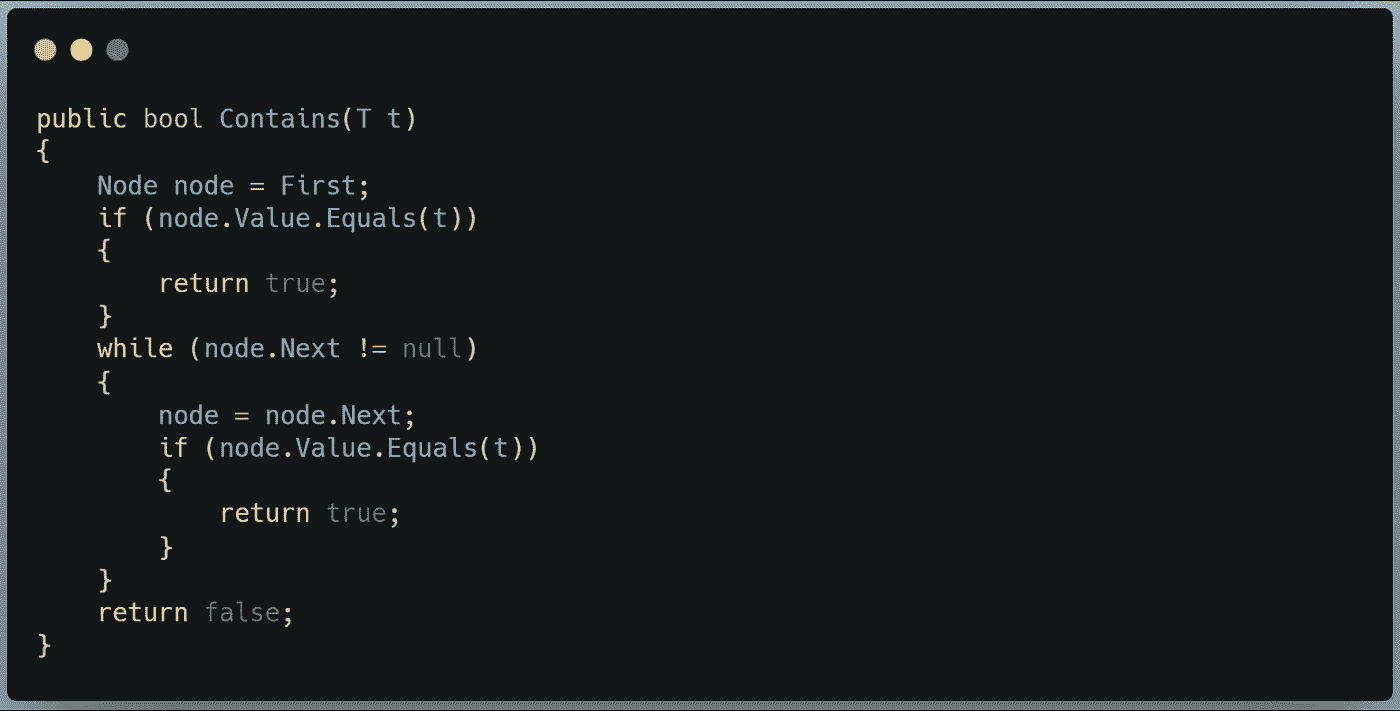 public bool Contains(T t)
{
    Node node = First;
    if (node.Value.Equals(t))
    {
        return true;
    }
    while (node.Next != null)
    {
        node = node.Next;
        if (node.Value.Equals(t))
        {
            return true;
        }
    }
    return false;
}